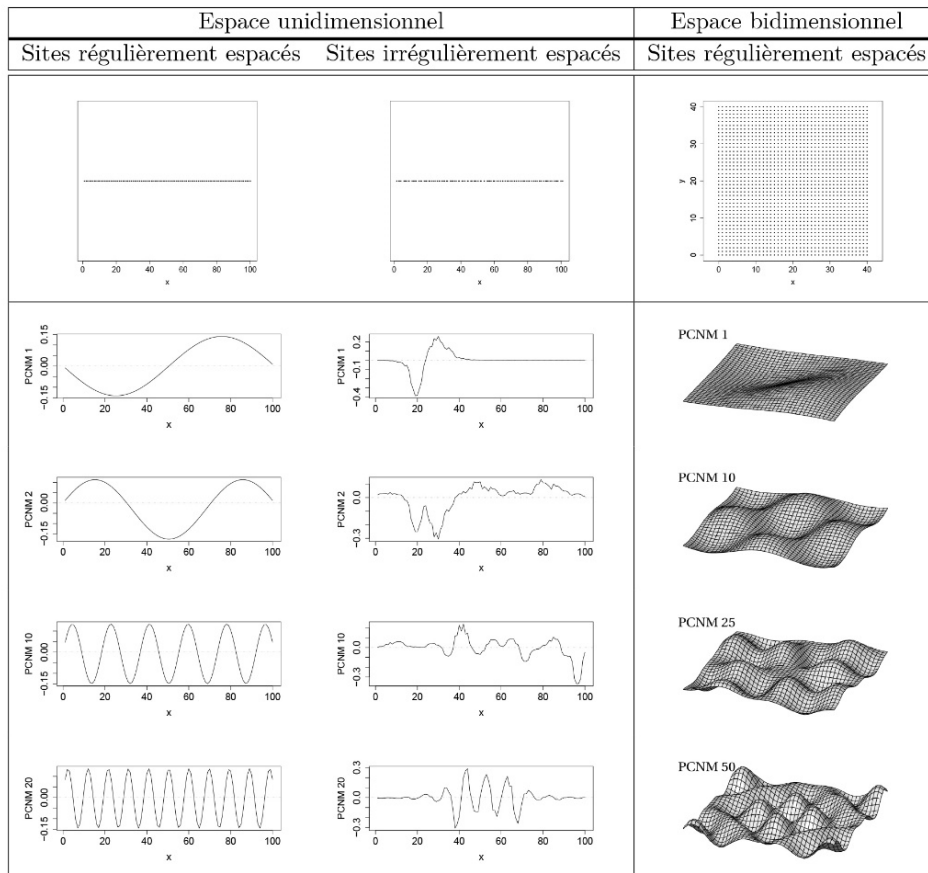 Espace unidimensionnel
Espace bidimensionnel
Sites régulièrement espacés
Sites irrégulièrement espacés
Sites régulièrement espacés
0 20 40 60 80 100
x
0 20 40 60 80 100
x
40
30
20
10
0
y
0 10 20 30 40
x
PCNM 1
0.15
0.00
−0.15
0 20 40 60 80 100
x
PCNM 1
0.2
−0.1
−0.4
0 20 40 60 80 100
x
PCNM 1
PCNM 2
0.00
−0.15
0 20 40 60 80 100
x
PCNM 2
0.0
−0.3
0 20 40 60 80 100
x
PCNM 10
PCNM 10
0.00
−0.15
0 20 40 60 80 100
x
PCNM 10
0.0
−0.3
0 20 40 60 80 100
x
PCNM 25
PCNM 20
0.00
−0.15
0 20 40 60 80 100
x
PCNM 20
0.3
0.0
−0.3
0 20 40 60 80 100
x
PCNM 50